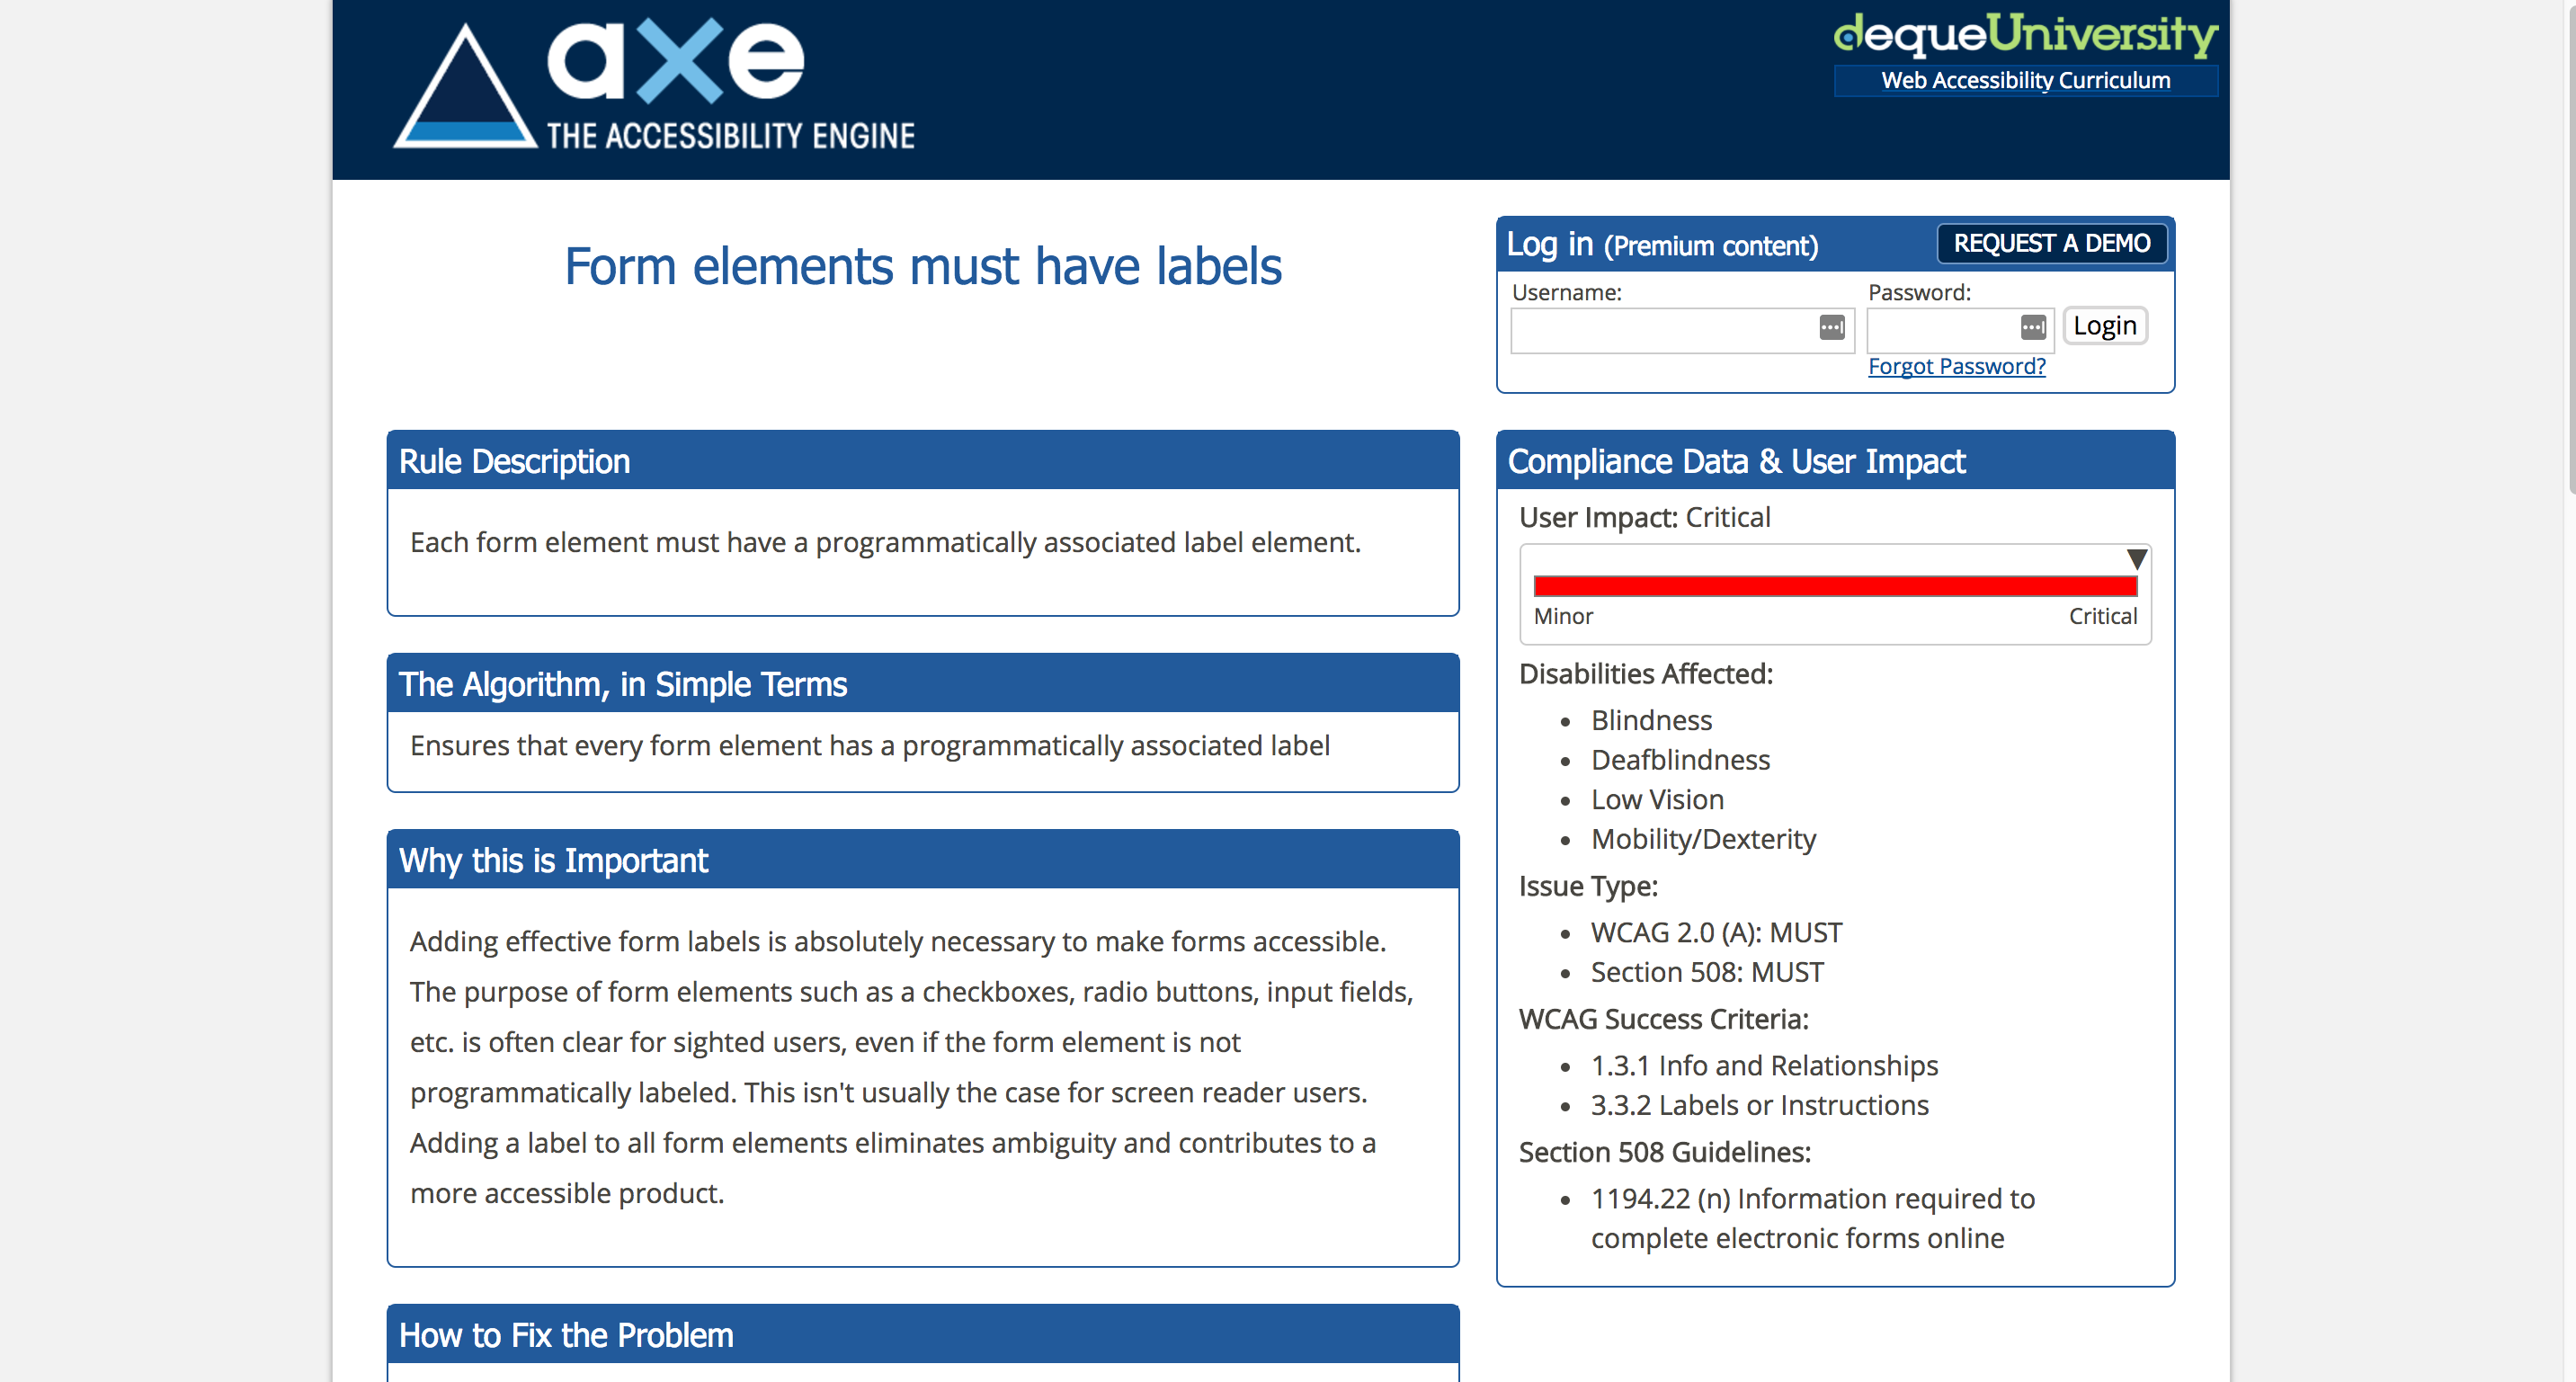 axe
THE ACCESSIBILITY ENGINE
dequeUniversity
Web Accessibility Curriculum
Form elements must have labels
Log in (Premium content)
REQUEST A DEMO
Username:
Password:
Login
Forgot Password?
Rule Description
Each form element must have a programmatically associated label element.
The Algorithm, in Simple Terms
Ensures that every form element has a programmatically associated label
Why this is Important
Adding effective form labels is absolutely necessary to make forms accessible.
The purpose of form elements such as a checkboxes, radio buttons, input fields,
etc. is often clear for sighted users, even if the form element is not
programmatically labeled. This isn't usually the case for screen reader users.
Adding a label to all form elements eliminates ambiguity and contributes to a
more accessible product.
How to Fix the Problem
Compliance Data & User Impact
User Impact: Critical
Minor
Critical
Disabilities Affected:
• Blindness
• Deafblindness
• Low Vision
• Mobility/Dexterity
Issue Type:
• WCAG 2.0 (A): MUST
• Section 508: MUST
WCAG Success Criteria:
• 1.3.1 Info and Relationships
• 3.3.2 Labels or Instructions
Section 508 Guidelines:
• 1194.22 (n) Information required to
complete electronic forms online